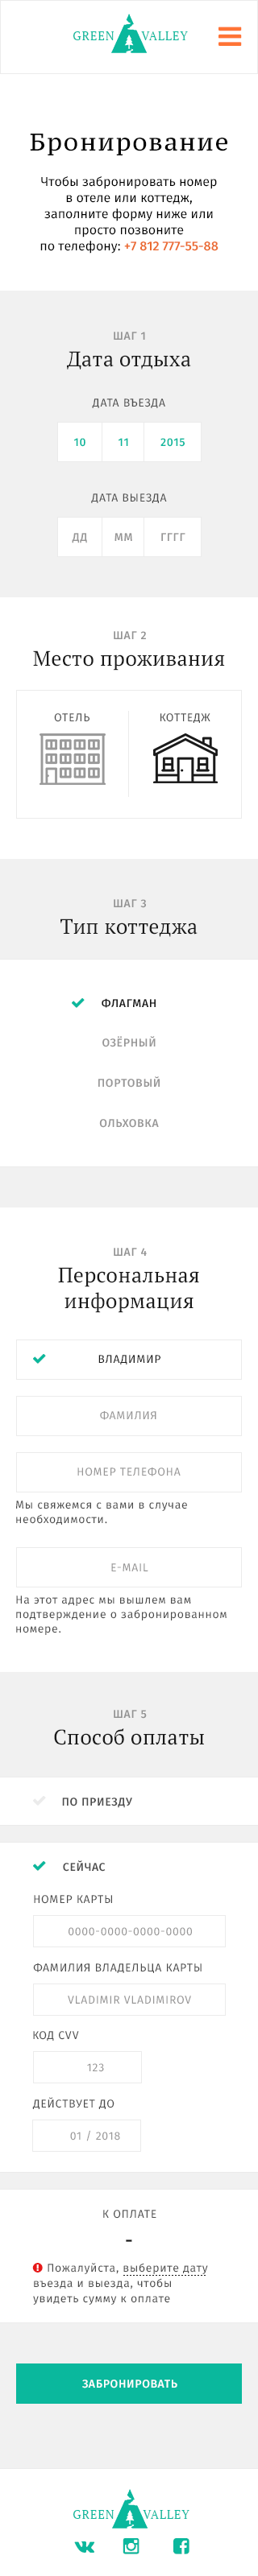 GREEN VALLEY
Бронирование
Чтобы забронировать номер
в отеле или коттедж,
заполните форму ниже или
просто позвоните
по телефону: +7 812 777-55-88
ШАГ 1
Дата отдыха
ДАТА ВЪЕЗДА
10 11 2015
ДАТА ВЫЕЗДА
ДД ММ ГГГГ
ШАГ 2
Место проживания
ОТЕЛЬ КОТТЕДЖ
ШАГ 3
Тип коттеджа
ФЛАГМАН
ОЗЁРНЫЙ
ПОРТОВЫЙ
ОЛЬХОВКА
ШАГ 4
Персональная
информация
ВЛАДИМИР
ФАМИЛИЯ
НОМЕР ТЕЛЕФОНА
Мы свяжемся с вами в случае
необходимости.
E-MAIL
На этот адрес мы вышлем вам
подтверждение о забронированном
номере.
ШАГ 5
Способ оплаты
ПО ПРИЕЗДУ
СЕЙЧАС
НОМЕР КАРТЫ
0000-0000-0000-0000
ФАМИЛИЯ ВЛАДЕЛЬЦА КАРТЫ
VLADIMIR VLADIMIROV
КОД CVV
123
ДЕЙСТВУЕТ ДО
01 / 2018
К ОПЛАТЕ
-
Пожалуйста, выберите дату
въезда и выезда, чтобы
увидеть сумму к оплате
ЗАБРОНИРОВАТЬ
GREEN VALLEY